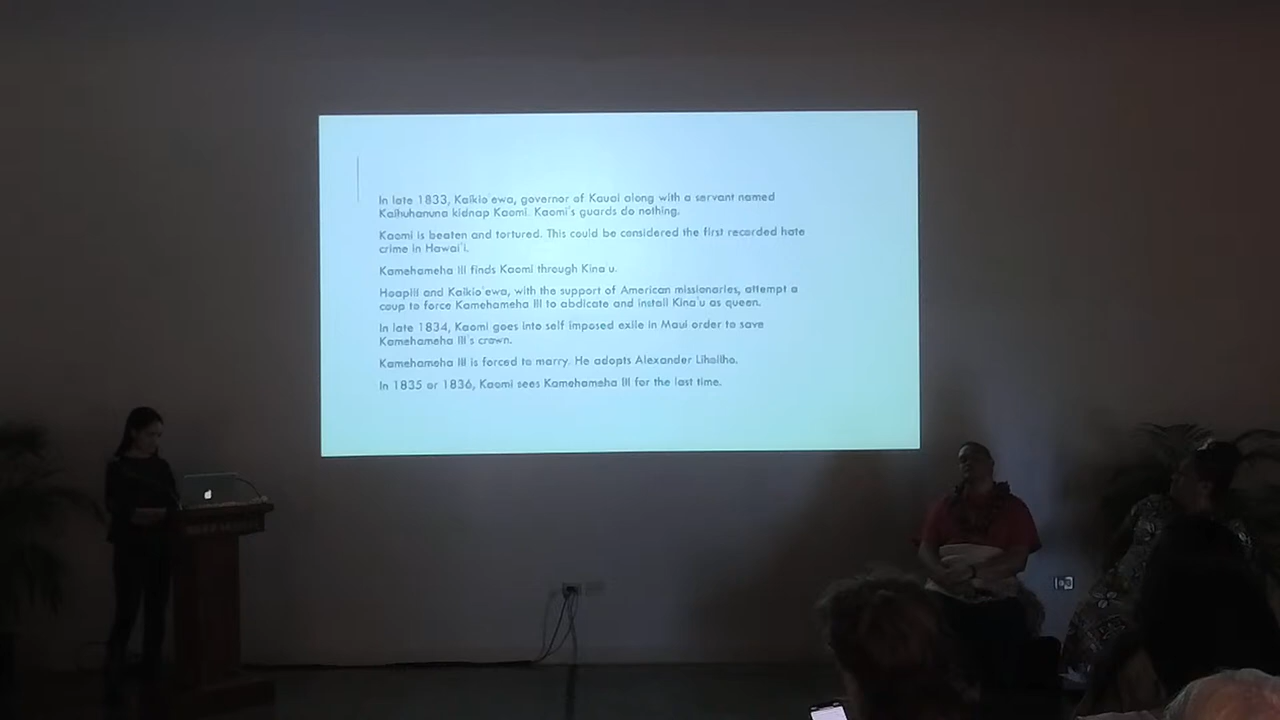 In late 1833, Kaikio'ewa, governor of Kauai along with a servant named
Kaihuhanuna kidnap Kaomi. Kaomi's guards do nothing.
Kaomi is beaten and tortured. This could be considered the first recorded hate
crime in Hawai'i.
Kamehameha III finds Kaomi through Kina'u.
Hoapili and Kaikio'ewa, with the support of American missionaries, attempt a
coup to force Kamehameha III to abdicate and install Kina'u as queen.
In late 1834, Kaomi goes into self imposed exile in Maui order to save
Kamehameha III's crown.
Kamehameha III is forced to marry. He adopts Alexander Liholiho.
In 1835 or 1836, Kaomi sees Kamehameha III for the last time.